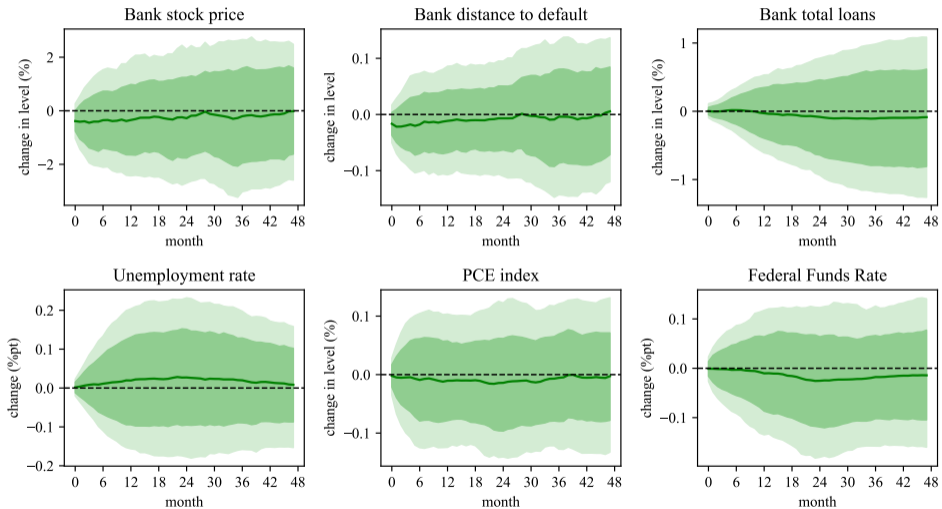 Bank stock price
change in level (%)
2
0
−2
0 6 12 18 24 30 36 42 48
month
Bank distance to default
change in level
0.1
0.0
−0.1
0 6 12 18 24 30 36 42 48
month
Bank total loans
change in level (%)
1
0
−1
0 6 12 18 24 30 36 42 48
month
Unemployment rate
change (%pt)
0.2
0.1
0.0
−0.1
−0.2
0 6 12 18 24 30 36 42 48
month
PCE index
change in level (%)
0.1
0.0
−0.1
0 6 12 18 24 30 36 42 48
month
Federal Funds Rate
change (%pt)
0.1
0.0
−0.1
0 6 12 18 24 30 36 42 48
month